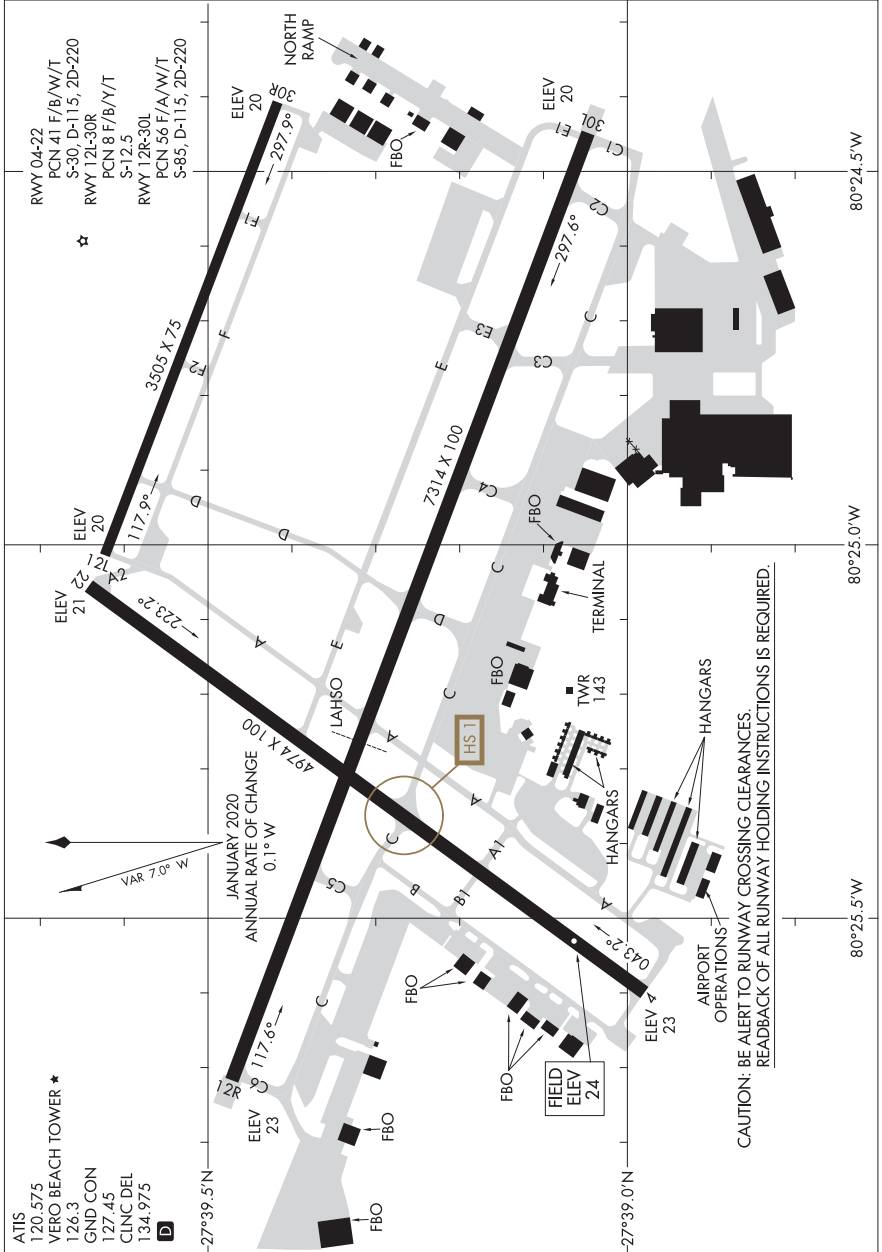 ATIS
120.575
VERO BEACH TOWER ★
126.3
GND CON
127.45
CLNC DEL
134.975
D
RWY 04-22
PCN 41 F/B/W/T
S-30, D-115, 2D-220
RWY 12L-30R
PCN 8 F/B/Y/T
S-12.5
RWY 12R-30L
PCN 56 F/A/W/T
S-85, D-115, 2D-220
VAR 7.0° W
JANUARY 2020
ANNUAL RATE OF CHANGE
0.1° W
NORTH
RAMP
FBO
ELEV
20
30R
297.9°
F1
F
F2
3505 X 75
117.9°
ELEV
20
12L
A2
22
ELEV
21
223.2°
4974 X 100
D
D
A
E
LAHSO
A
E
E3
E1
ELEV
20
30L
C1
C2
297.6°
C
C3
7314 X 100
C4
C
D
C
FBO
TERMINAL
FBO
TWR
143
HS 1
A
A1
C
B
B1
C5
C
117.6°
12R
C6
ELEV
23
FBO
FBO
FBO
FBO
FIELD
ELEV
24
A
043.2°
4
ELEV
23
HANGARS
HANGARS
AIRPORT
OPERATIONS
27°39.5'N
27°39.0'N
80°25.5'W
80°25.0'W
80°24.5'W
CAUTION: BE ALERT TO RUNWAY CROSSING CLEARANCES.
READBACK OF ALL RUNWAY HOLDING INSTRUCTIONS IS REQUIRED.